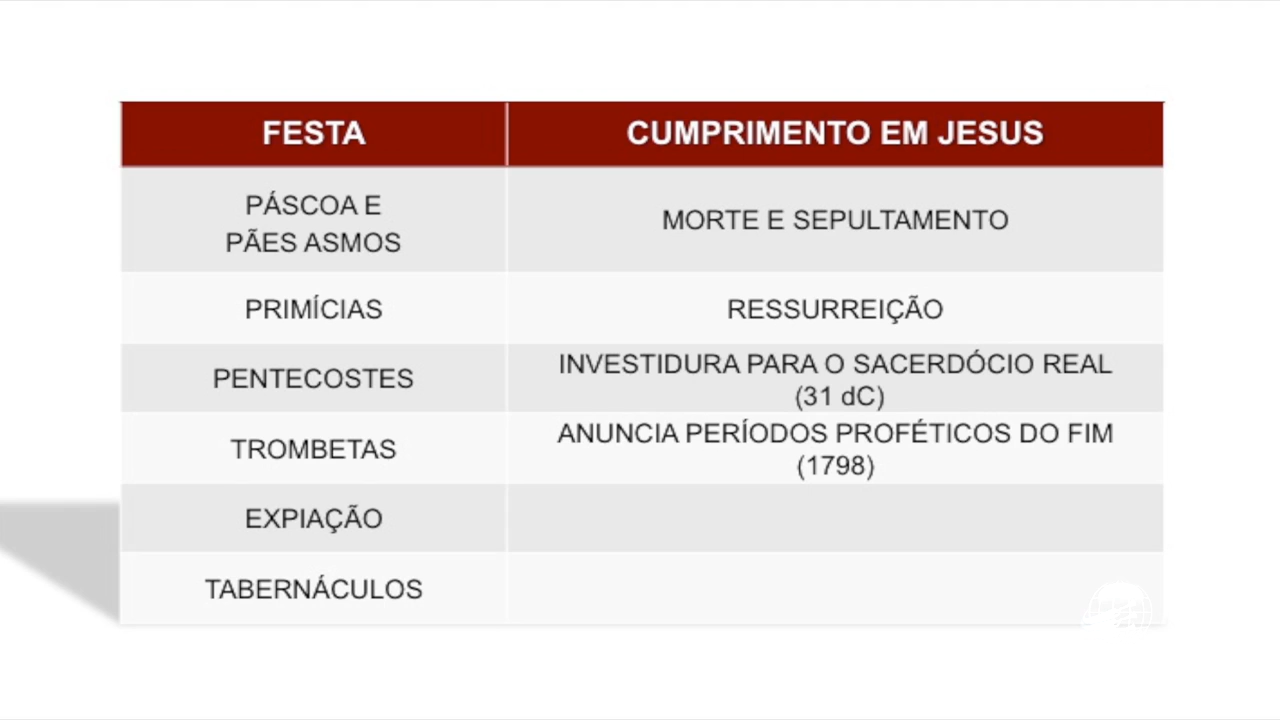 FESTA
CUMPRIMENTO EM JESUS
PÁSCOA E
PÃES ASMOS
MORTE E SEPULTAMENTO
PRIMÍCIAS
RESSURREIÇÃO
PENTECOSTES
INVESTIDURA PARA O SACERDÓCIO REAL
(31 dC)
TROMBETAS
ANUNCIA PERÍODOS PROFÉTICOS DO FIM
(1798)
EXPIAÇÃO
TABERNÁCULOS